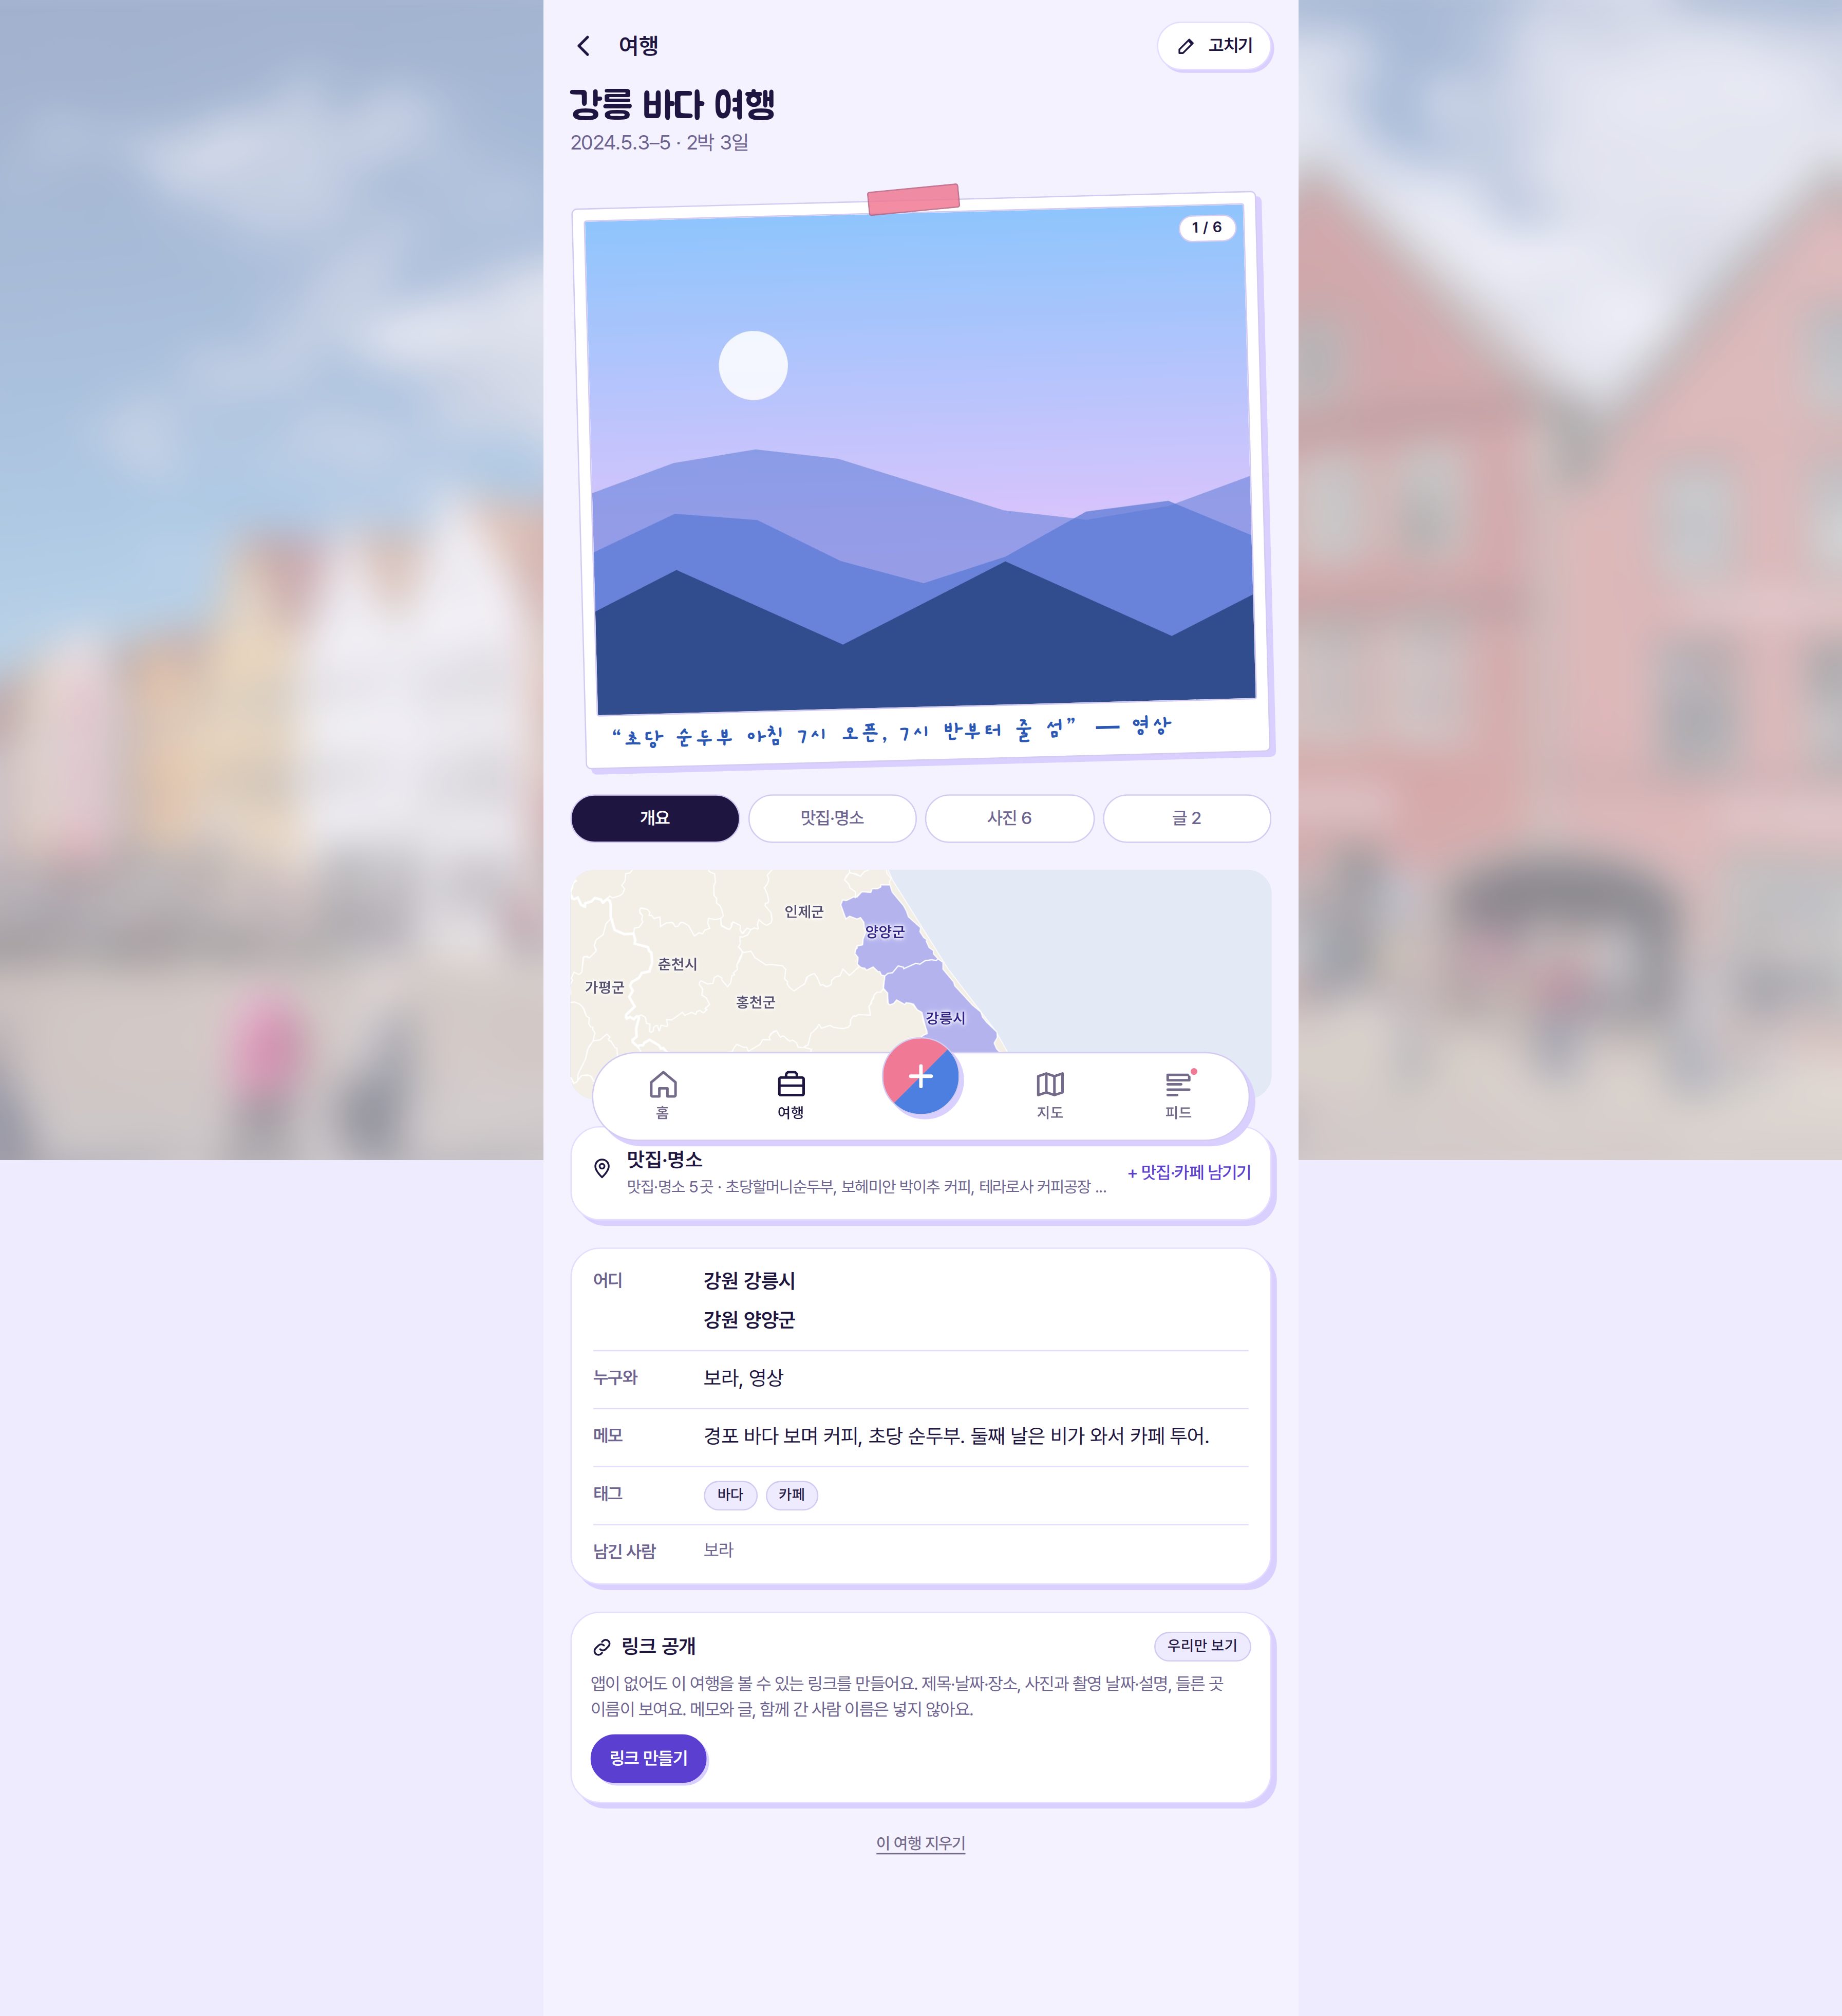 여행
고치기
강릉 바다 여행
2024.5.3–5 · 2박 3일
1 / 6
“초당 순두부 아침 7시 오픈, 7시 반부터 줄 섬” — 영상
개요
맛집·명소
사진 6
글 2
인제군
양양군
춘천시
가평군
홍천군
강릉시
홈
여행
지도
피드
맛집·명소
맛집·명소 5곳 · 초당할머니순두부, 보헤미안 박이추 커피, 테라로사 커피공장 ...
+ 맛집·카페 남기기
어디
강원 강릉시
강원 양양군
누구와
보라, 영상
메모
경포 바다 보며 커피, 초당 순두부. 둘째 날은 비가 와서 카페 투어.
태그
바다
카페
남긴 사람
보라
링크 공개
우리만 보기
앱이 없어도 이 여행을 볼 수 있는 링크를 만들어요. 제목·날짜·장소, 사진과 촬영 날짜·설명, 들른 곳
이름이 보여요. 메모와 글, 함께 간 사람 이름은 넣지 않아요.
링크 만들기
이 여행 지우기